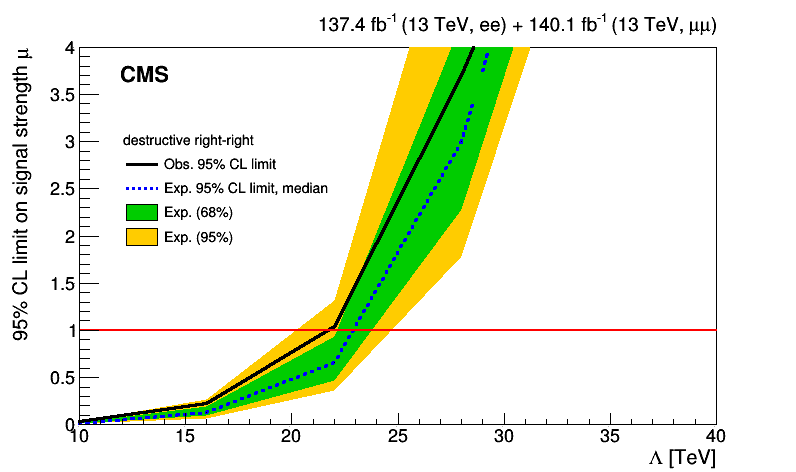 137.4 fb-1 (13 TeV, ee) + 140.1 fb-1 (13 TeV, μμ)
95% CL limit on signal strength μ
CMS
destructive right-right
Obs. 95% CL limit
Exp. 95% CL limit, median
Exp. (68%)
Exp. (95%)
4
3.5
3
2.5
2
1.5
1
0.5
0
10 15 20 25 30 35 40
Λ [TeV]